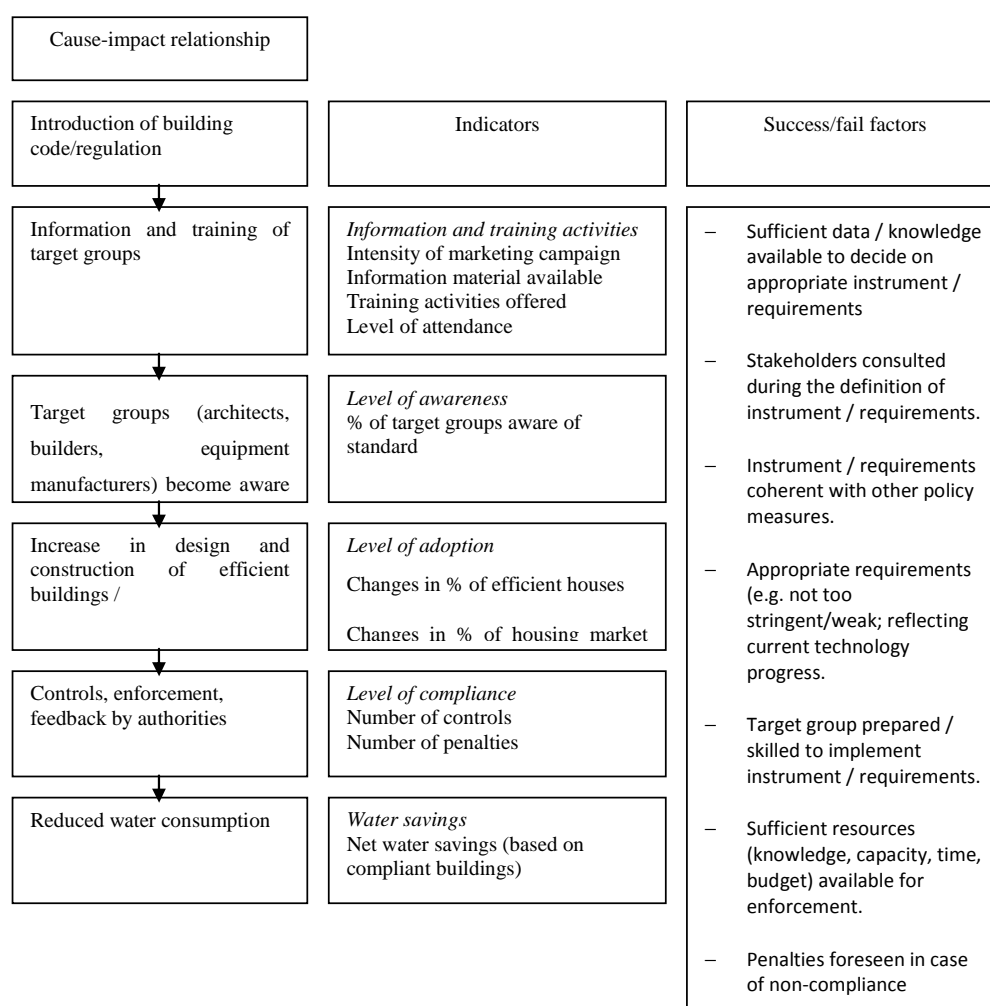 Cause-impact relationship
Introduction of building
code/regulation
Indicators
Success/fail factors
Information and training of
target groups
Information and training activities
Intensity of marketing campaign
Information material available
Training activities offered
Level of attendance
Target groups (architects,
builders, equipment
manufacturers) become aware
Level of awareness
% of target groups aware of
standard
Increase in design and
construction of efficient
buildings /
Level of adoption
Changes in % of efficient houses
Changes in % of housing market
Controls, enforcement,
feedback by authorities
Level of compliance
Number of controls
Number of penalties
Reduced water consumption
Water savings
Net water savings (based on
compliant buildings)
– Sufficient data / knowledge
available to decide on
appropriate instrument /
requirements
– Stakeholders consulted
during the definition of
instrument / requirements.
– Instrument / requirements
coherent with other policy
measures.
– Appropriate requirements
(e.g. not too
stringent/weak; reflecting
current technology
progress.
– Target group prepared /
skilled to implement
instrument / requirements.
– Sufficient resources
(knowledge, capacity, time,
budget) available for
enforcement.
– Penalties foreseen in case
of non-compliance